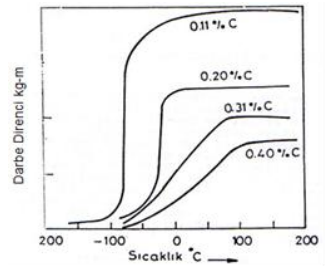 Darbe Direnci kg-m
0.11 % C
0.20 % C
0.31 % C
0.40 % C
200 -100 0 100 200
Sıcaklık °C